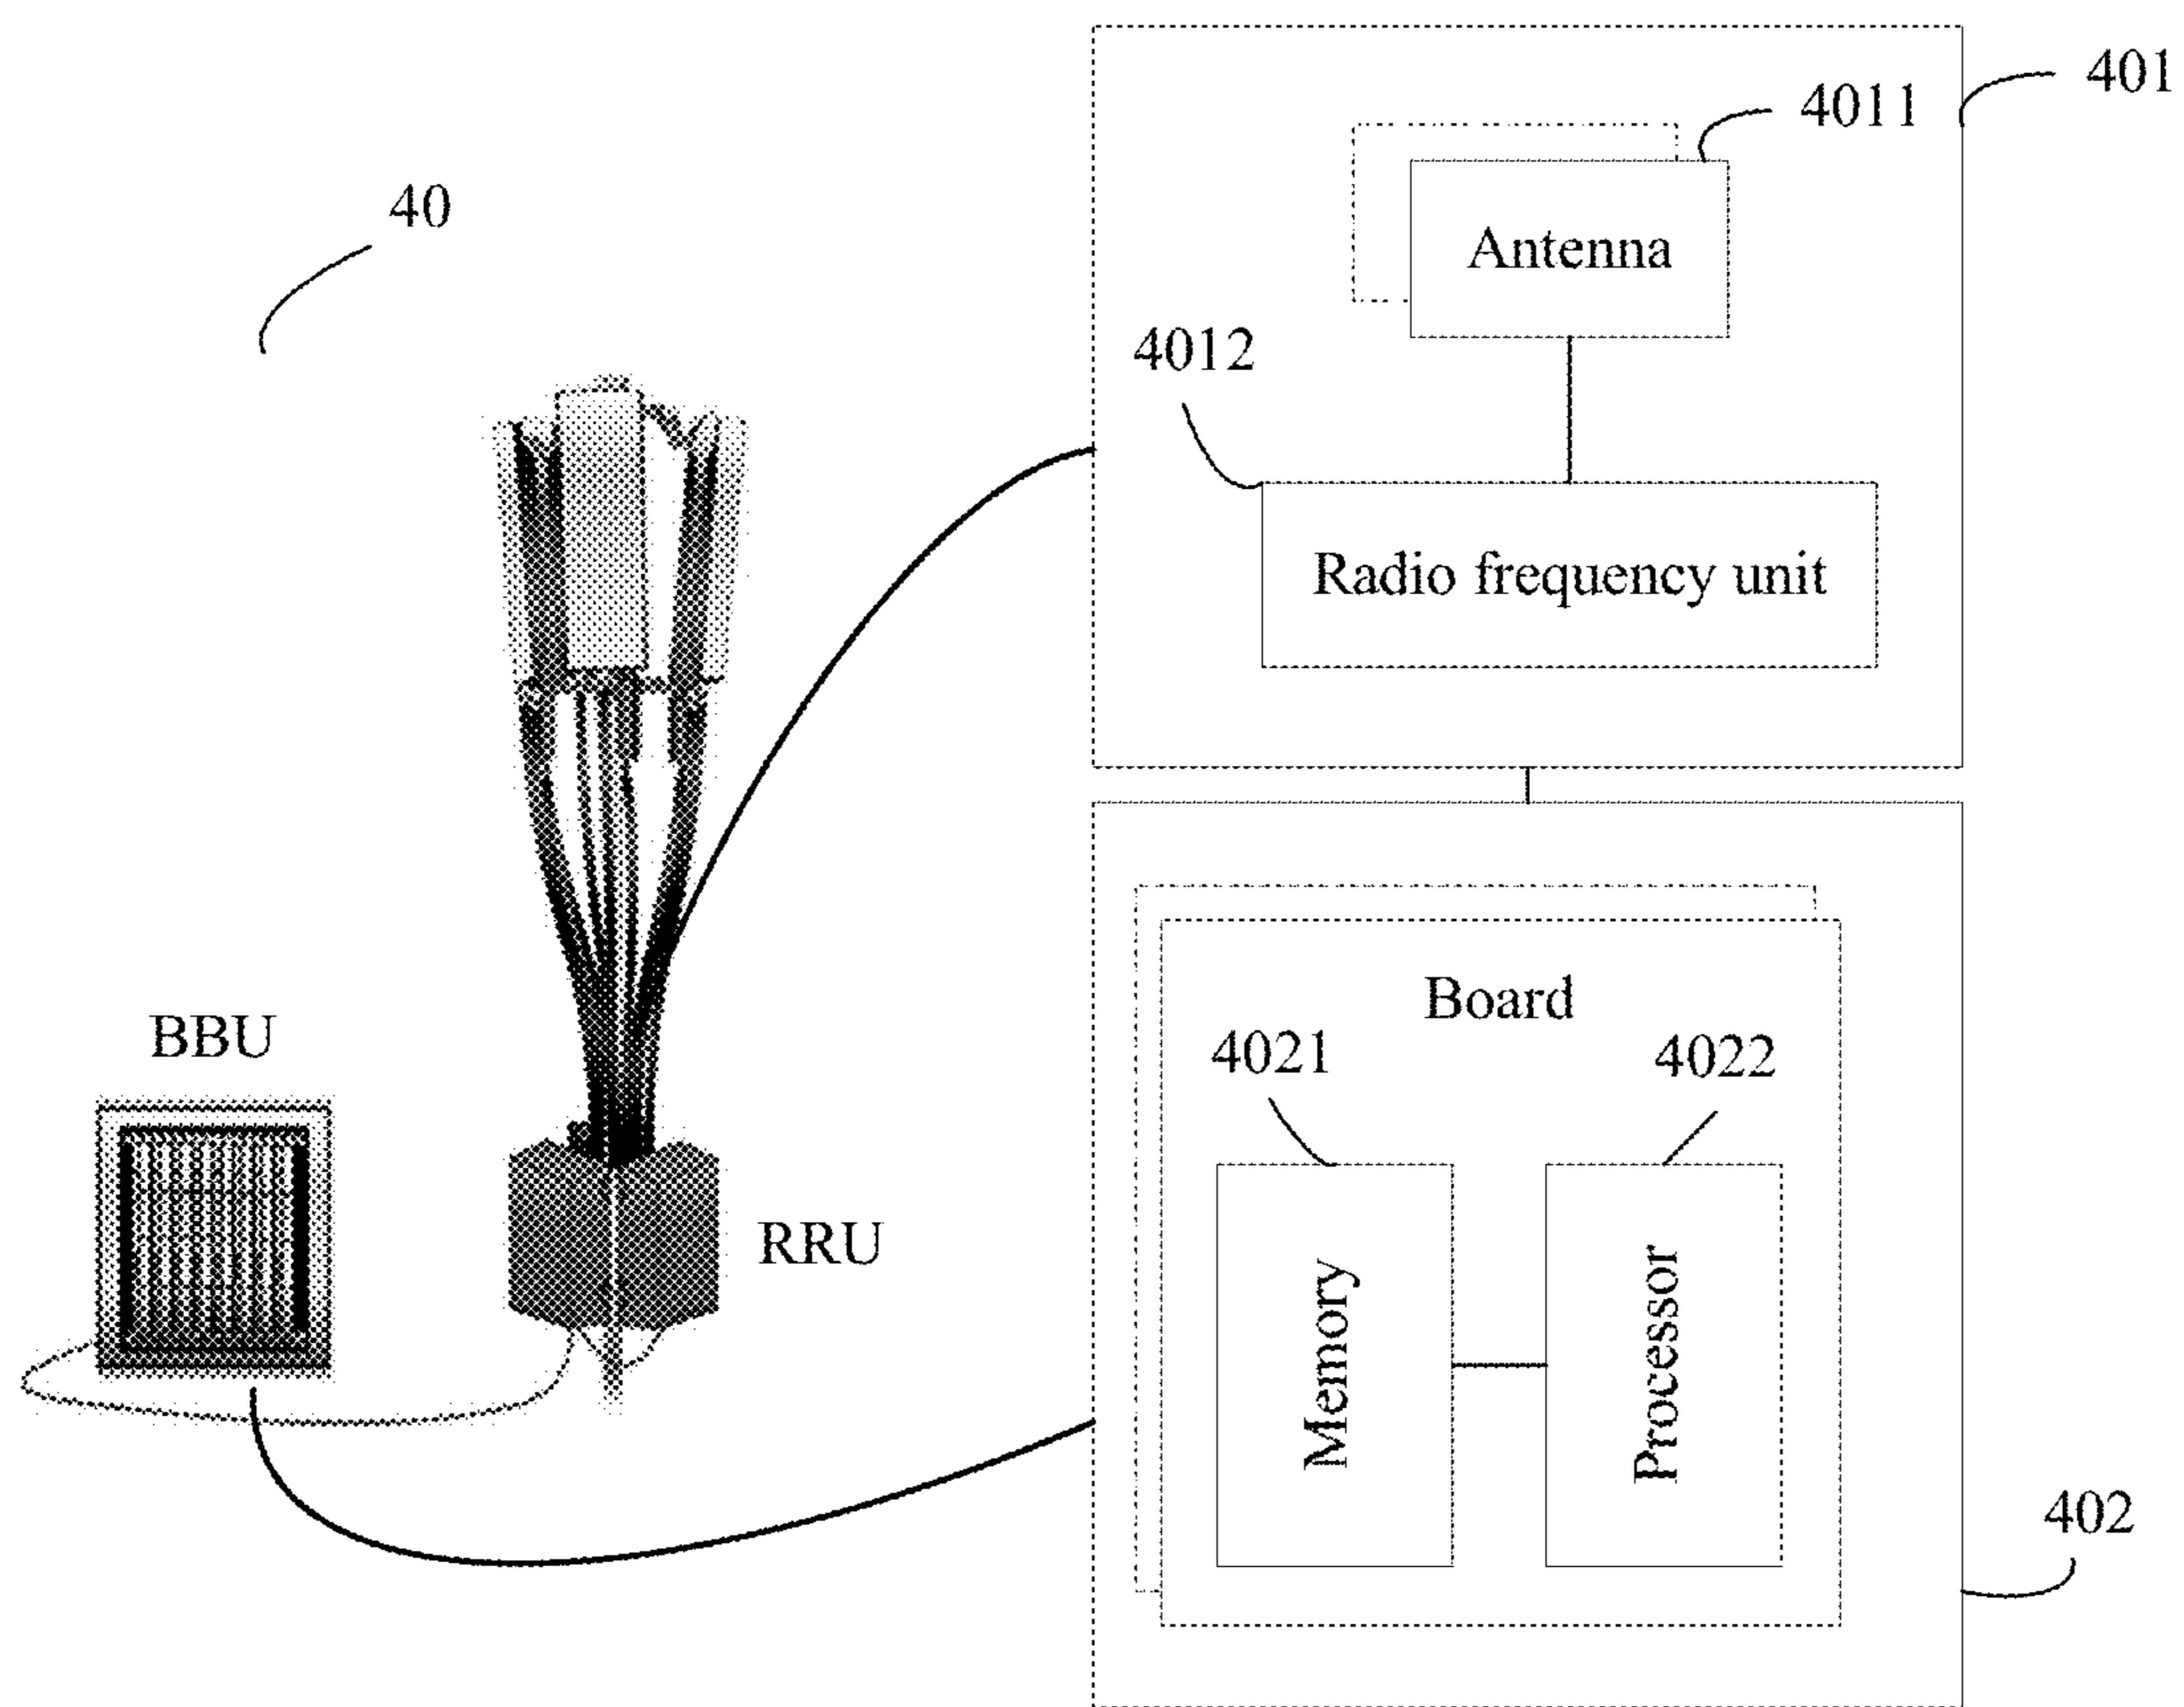 401
4011
40
Antenna
4012
Radio frequency unit
Board
BBU
4021
4022
RRU
Memory
Processor
402